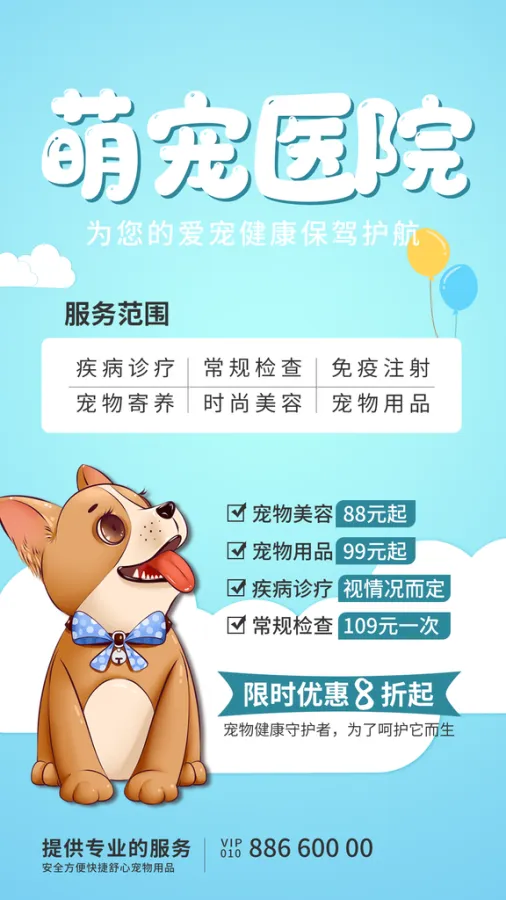 萌宠医院
为您的爱宠健康保驾护航
服务范围
疾病诊疗 常规检查 免疫注射
宠物寄养 时尚美容 宠物用品
宠物美容 88元起
宠物用品 99元起
疾病诊疗 视情况而定
常规检查 109元一次
限时优惠8折起
宠物健康守护者，为了呵护它而生
提供专业的服务
安全方便快捷舒心宠物用品
VIP
010
886 600 00